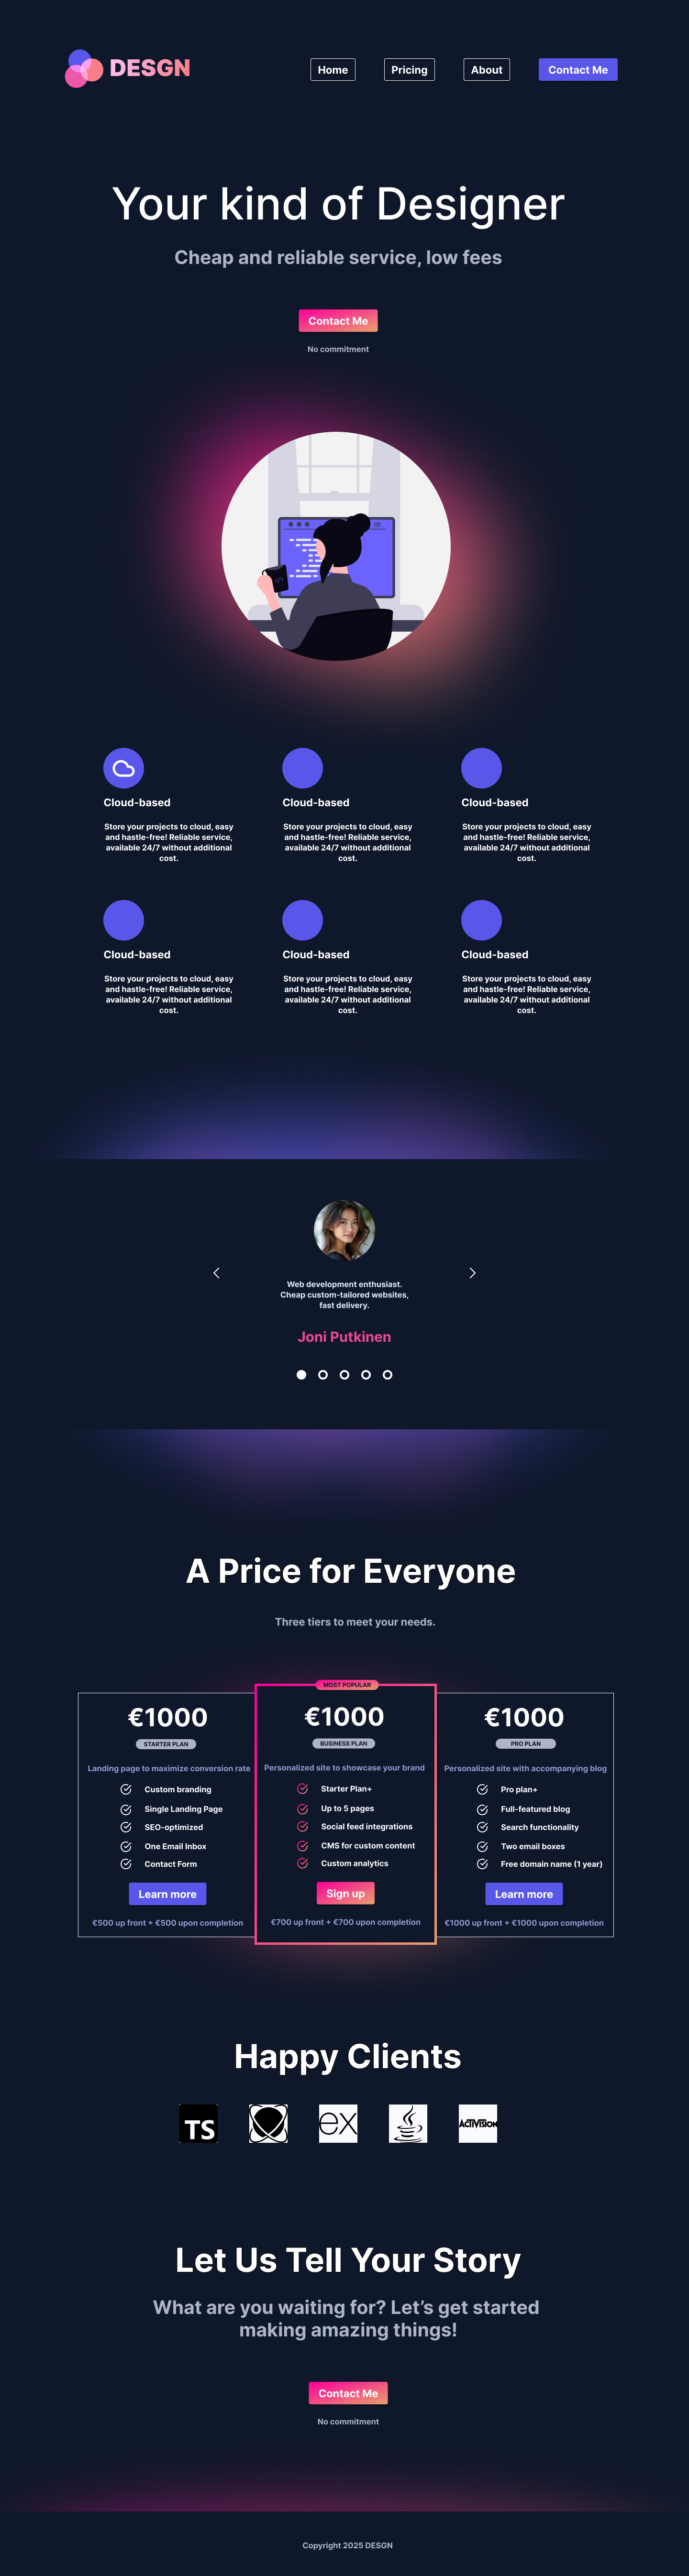 DESGN
Home
Pricing
About
Contact Me
Your kind of Designer
Cheap and reliable service, low fees
Contact Me
No commitment
</>
Cloud-based
Store your projects to cloud, easy
and hastle-free! Reliable service,
available 24/7 without additional
cost.
Cloud-based
Store your projects to cloud, easy
and hastle-free! Reliable service,
available 24/7 without additional
cost.
Cloud-based
Store your projects to cloud, easy
and hastle-free! Reliable service,
available 24/7 without additional
cost.
Cloud-based
Store your projects to cloud, easy
and hastle-free! Reliable service,
available 24/7 without additional
cost.
Cloud-based
Store your projects to cloud, easy
and hastle-free! Reliable service,
available 24/7 without additional
cost.
Cloud-based
Store your projects to cloud, easy
and hastle-free! Reliable service,
available 24/7 without additional
cost.
Web development enthusiast.
Cheap custom-tailored websites,
fast delivery.
Joni Putkinen
A Price for Everyone
Three tiers to meet your needs.
€1000
STARTER PLAN
Landing page to maximize conversion rate
Custom branding
Single Landing Page
SEO-optimized
One Email Inbox
Contact Form
Learn more
€500 up front + €500 upon completion
MOST POPULAR
€1000
BUSINESS PLAN
Personalized site to showcase your brand
Starter Plan+
Up to 5 pages
Social feed integrations
CMS for custom content
Custom analytics
Sign up
€700 up front + €700 upon completion
€1000
PRO PLAN
Personalized site with accompanying blog
Pro plan+
Full-featured blog
Search functionality
Two email boxes
Free domain name (1 year)
Learn more
€1000 up front + €1000 upon completion
Happy Clients
TS
ex
ACTIVISION
Let Us Tell Your Story
What are you waiting for? Let’s get started
making amazing things!
Contact Me
No commitment
Copyright 2025 DESGN